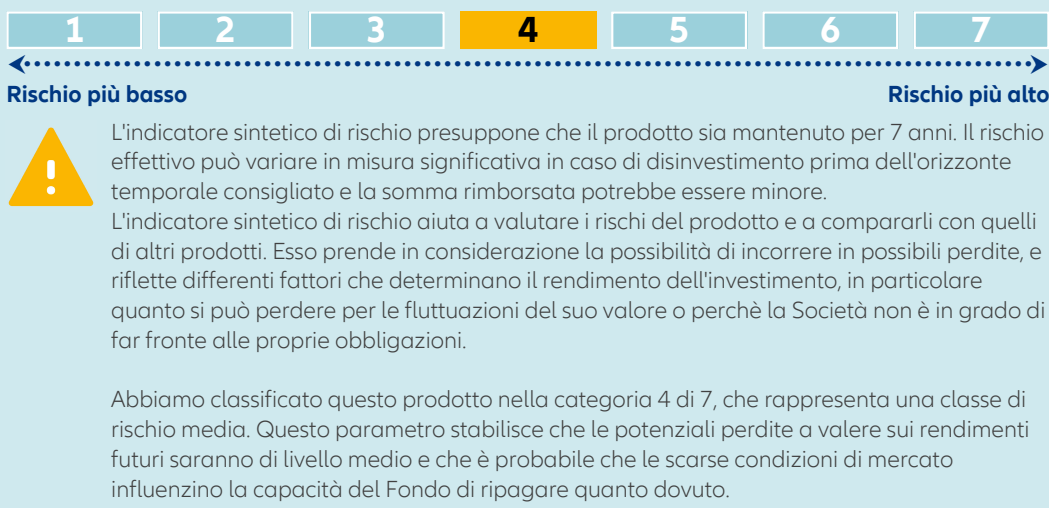 1 2 3 4 5 6 7
Rischio più basso Rischio più alto
L'indicatore sintetico di rischio presuppone che il prodotto sia mantenuto per 7 anni. Il rischio
effettivo può variare in misura significativa in caso di disinvestimento prima dell'orizzonte
temporale consigliato e la somma rimborsata potrebbe essere minore.
L'indicatore sintetico di rischio aiuta a valutare i rischi del prodotto e a compararli con quelli
di altri prodotti. Esso prende in considerazione la possibilità di incorrere in possibili perdite, e
riflette differenti fattori che determinano il rendimento dell'investimento, in particolare
quanto si può perdere per le fluttuazioni del suo valore o perchè la Società non è in grado di
far fronte alle proprie obbligazioni.
Abbiamo classificato questo prodotto nella categoria 4 di 7, che rappresenta una classe di
rischio media. Questo parametro stabilisce che le potenziali perdite a valere sui rendimenti
futuri saranno di livello medio e che è probabile che le scarse condizioni di mercato
influenzino la capacità del Fondo di ripagare quanto dovuto.